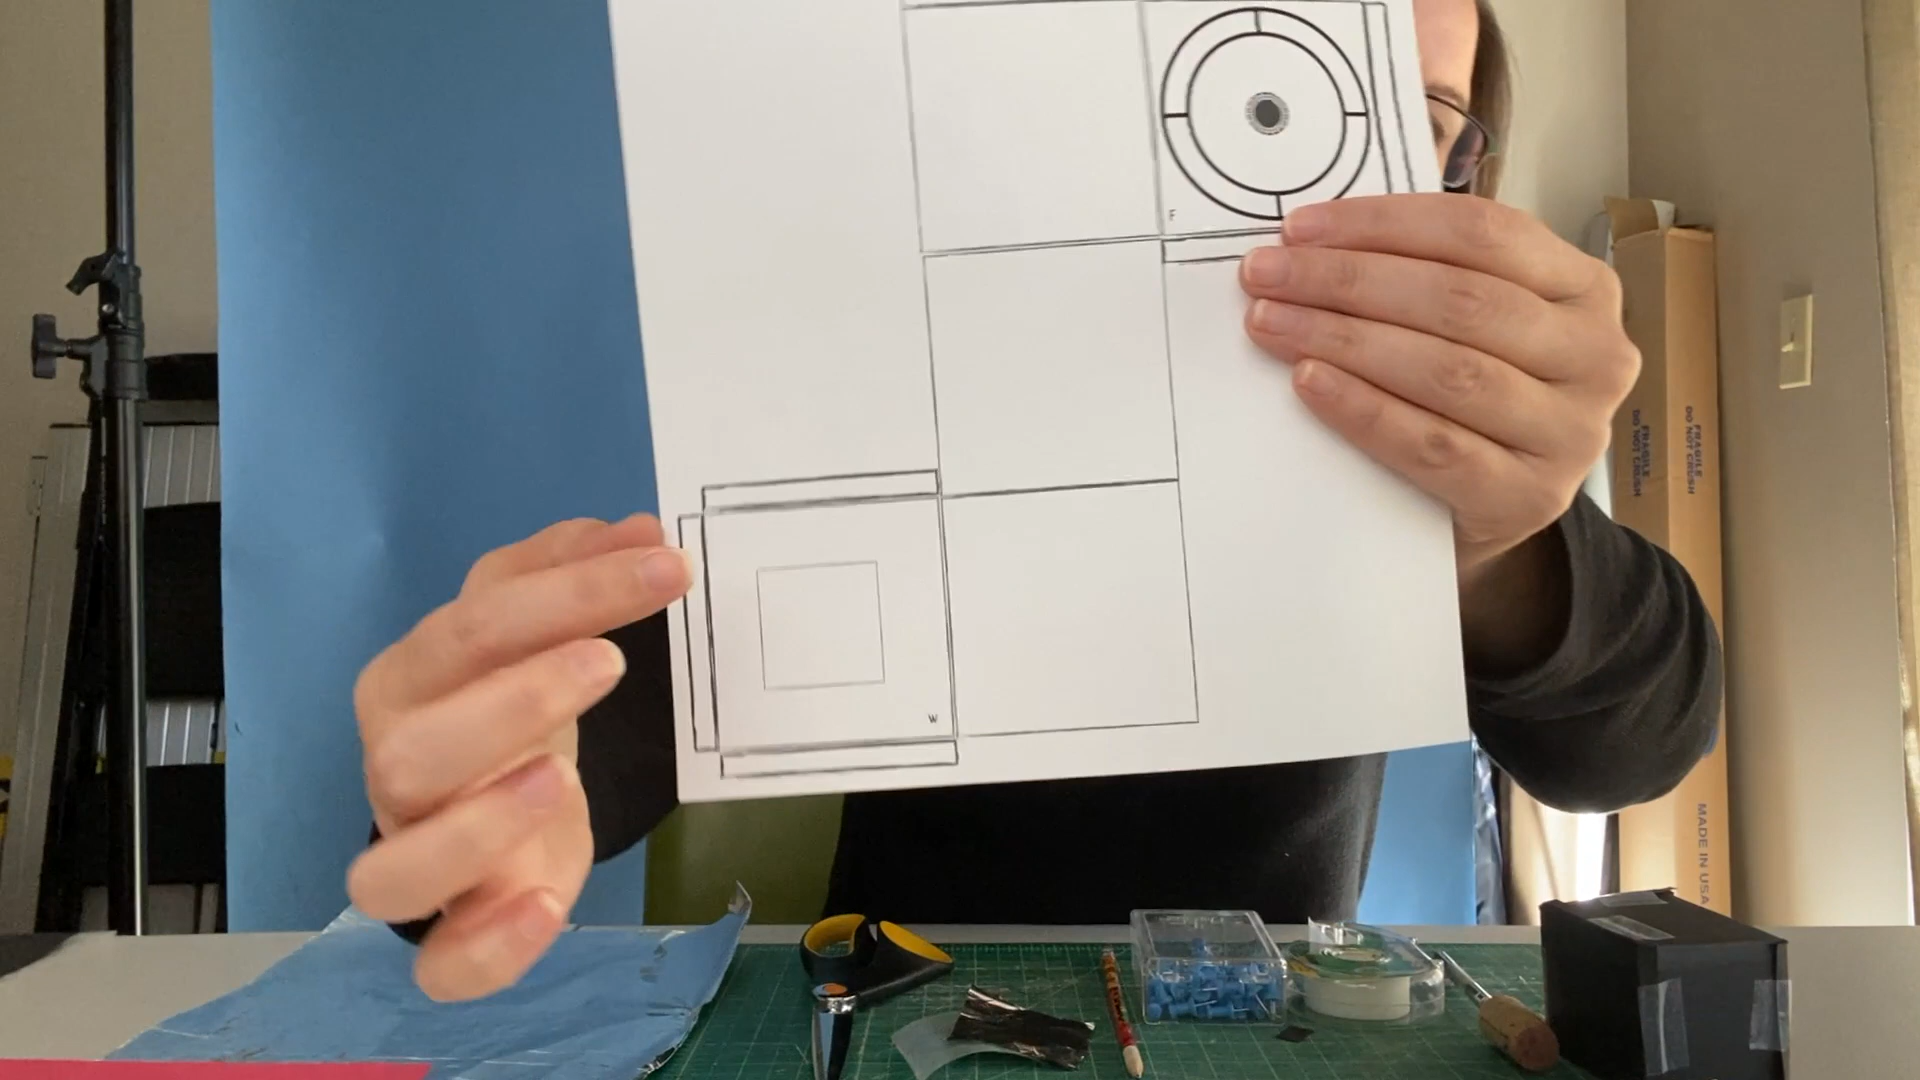 F
W
FRAGILE
DO NOT CRUSH
FRAGILE
DO NOT CRUSH
MADE IN USA